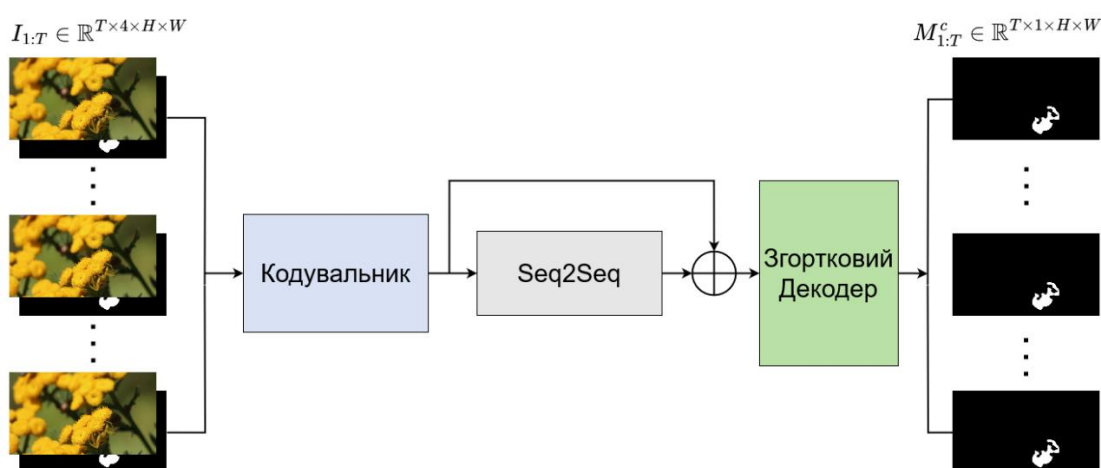 I_{1:T} ∈ ℝ^{T×4×H×W}
M^c_{1:T} ∈ ℝ^{T×1×H×W}
Кодувальник
Seq2Seq
Згортковий
Декодер